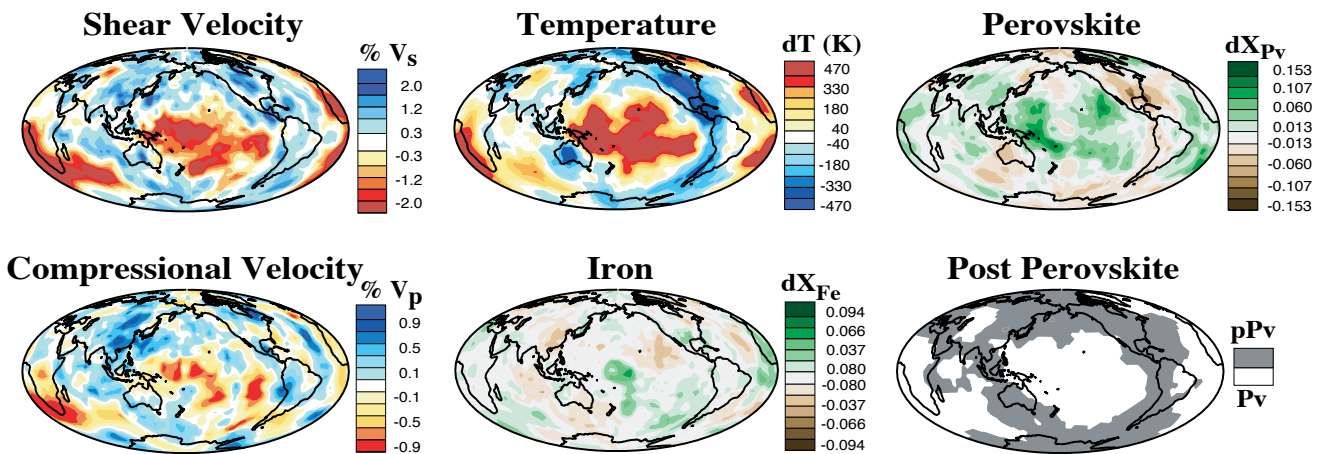 Shear Velocity
% Vs
2.0
1.2
0.3
-0.3
-1.2
-2.0
Temperature
dT (K)
470
330
180
40
-40
-180
-330
-470
Perovskite
dXPv
0.153
0.107
0.060
0.013
-0.013
-0.060
-0.107
-0.153
Compressional Velocity
% Vp
0.9
0.5
0.1
-0.1
-0.5
-0.9
Iron
dXFe
0.094
0.066
0.037
0.080
-0.080
-0.037
-0.066
-0.094
Post Perovskite
pPv
Pv